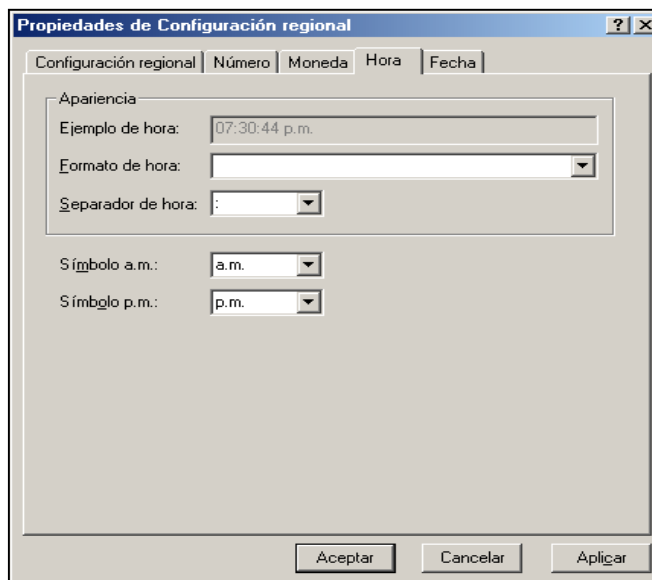 Propiedades de Configuración regional
Configuración regional Número Moneda Hora Fecha
Apariencia
Ejemplo de hora: 07:30:44 p.m.
Formato de hora:
Separador de hora: :
Símbolo a.m.: a.m.
Símbolo p.m.: p.m.
Aceptar Cancelar Aplicar